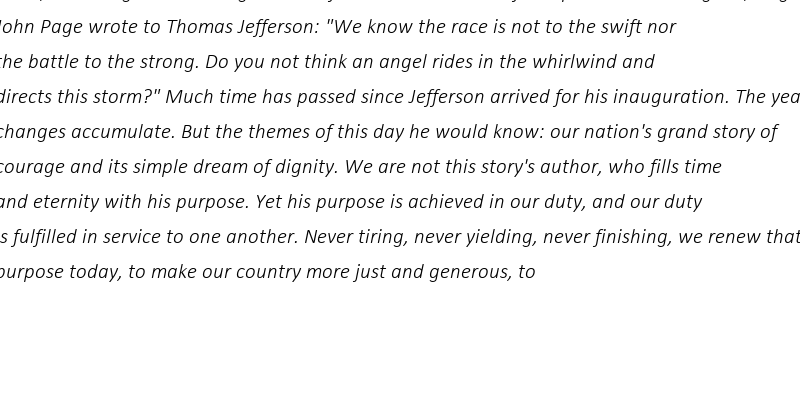 John Page wrote to Thomas Jefferson: "We know the race is not to the swift nor
the battle to the strong. Do you not think an angel rides in the whirlwind and
directs this storm?" Much time has passed since Jefferson arrived for his inauguration. The yea
changes accumulate. But the themes of this day he would know: our nation's grand story of
courage and its simple dream of dignity. We are not this story's author, who fills time
and eternity with his purpose. Yet his purpose is achieved in our duty, and our duty
s fulfilled in service to one another. Never tiring, never yielding, never finishing, we renew that
purpose today, to make our country more just and generous, to